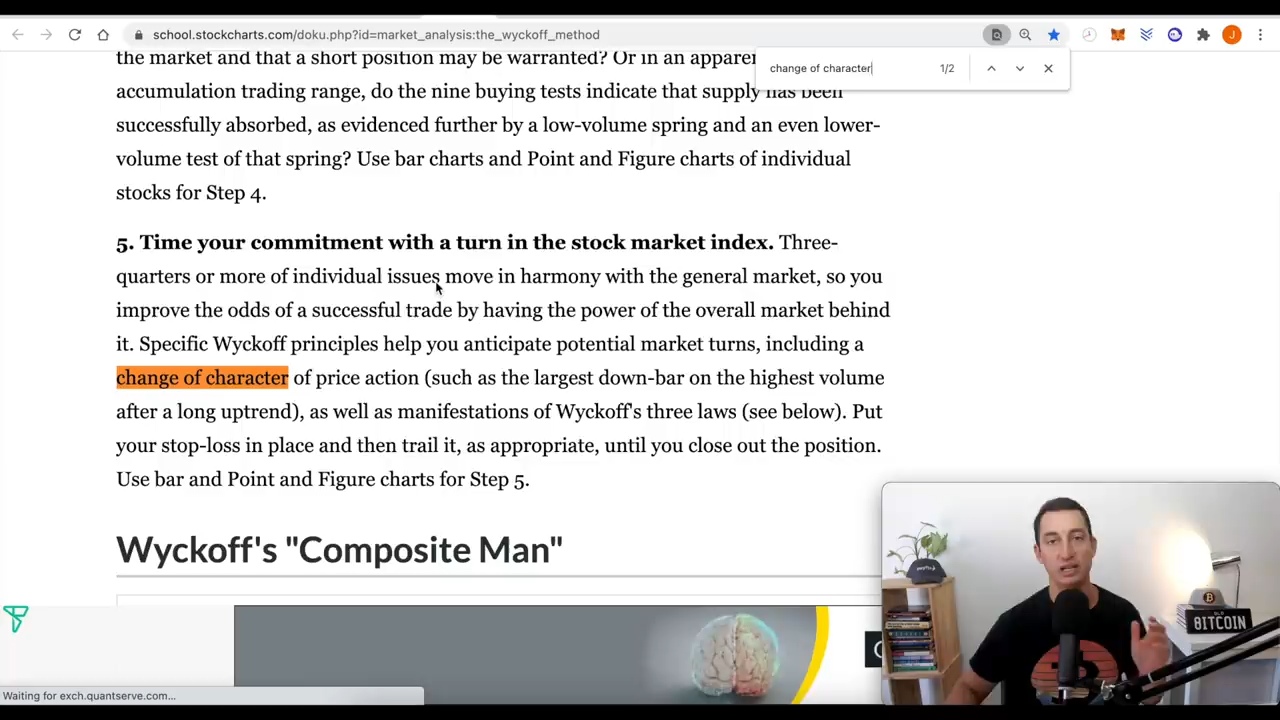 school.stockcharts.com/doku.php?id=market_analysis:the_wyckoff_method
J
change of character
1/2
the market and that a short position may be warranted? Or in an apparen
accumulation trading range, do the nine buying tests indicate that supply has been
successfully absorbed, as evidenced further by a low-volume spring and an even lower-
volume test of that spring? Use bar charts and Point and Figure charts of individual
stocks for Step 4.
5. Time your commitment with a turn in the stock market index. Three-
quarters or more of individual issues move in harmony with the general market, so you
improve the odds of a successful trade by having the power of the overall market behind
it. Specific Wyckoff principles help you anticipate potential market turns, including a
change of character of price action (such as the largest down-bar on the highest volume
after a long uptrend), as well as manifestations of Wyckoff's three laws (see below). Put
your stop-loss in place and then trail it, as appropriate, until you close out the position.
Use bar and Point and Figure charts for Step 5.
Wyckoff's "Composite Man"
BITCOIN
Waiting for exch.quantserve.com...